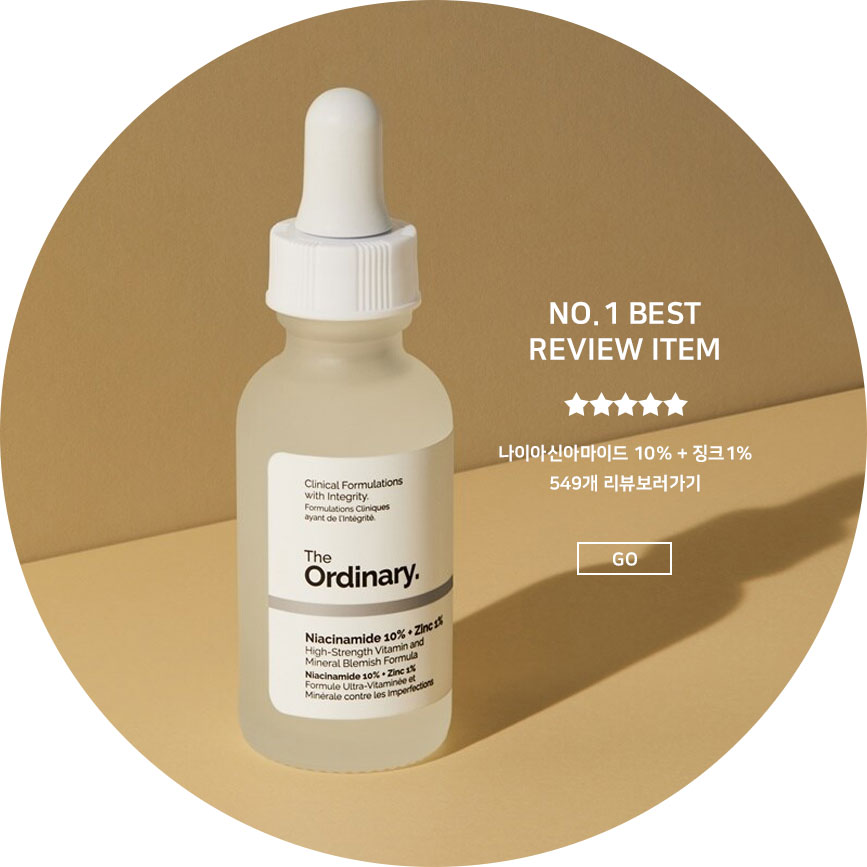 NO. 1 BEST
REVIEW ITEM
나이아신아마이드 10% + 징크1%
549개 리뷰보러가기
GO
Clinical Formulations
with Integrity.
Formulations Cliniques
ayant de l'Intégrité.
The
Ordinary.
Niacinamide 10% + Zinc 1%
High-Strength Vitamin and
Mineral Blemish Formula
Niacinamide 10% + Zinc 1%
Formule Ultra-Vitaminée et
Minérale contre les Imperfections